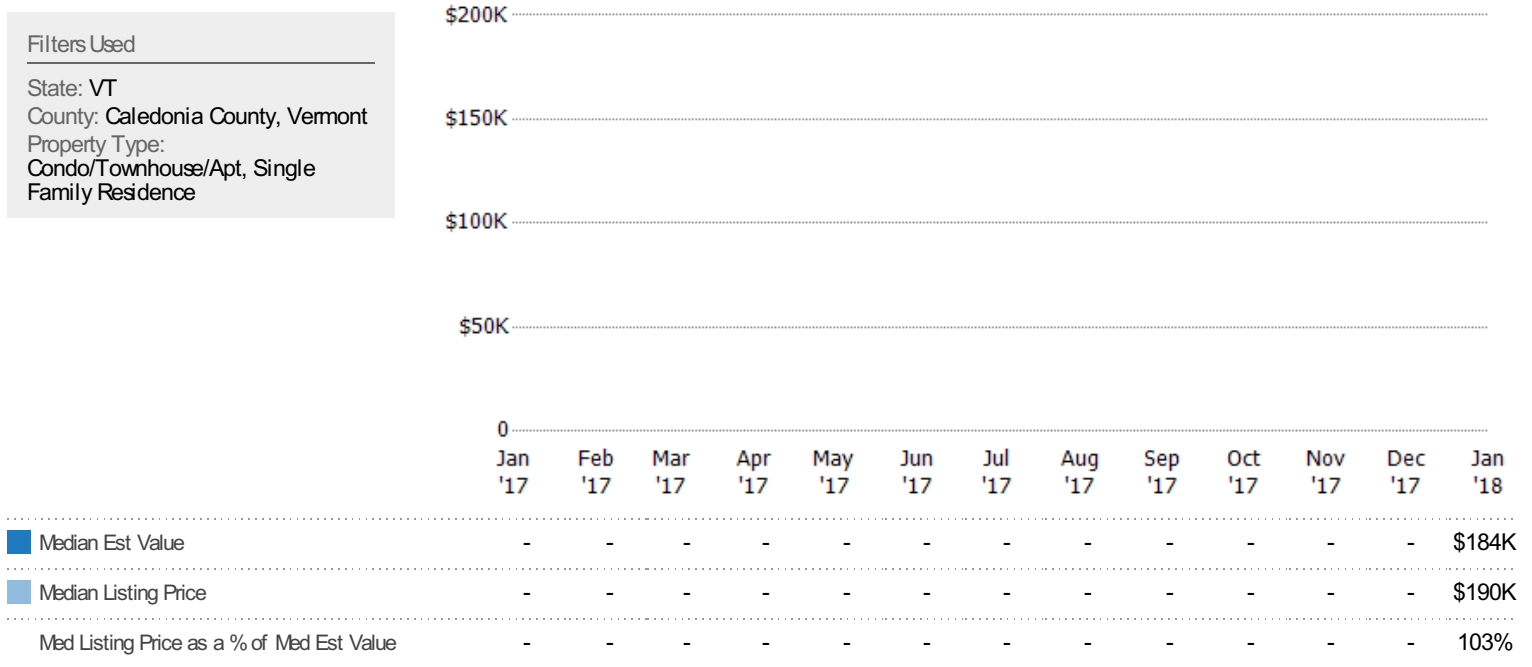 Filters Used
State: VT
County: Caledonia County, Vermont
Property Type:
Condo/Townhouse/Apt, Single
Family Residence
$200K
$150K
$100K
$50K
0
Jan Feb Mar Apr May Jun Jul Aug Sep Oct Nov Dec Jan
'17 '17 '17 '17 '17 '17 '17 '17 '17 '17 '17 '17 '18
Median Est Value - - - - - - - - - - - - $184K
Median Listing Price - - - - - - - - - - - - $190K
Med Listing Price as a % of Med Est Value - - - - - - - - - - - - 103%